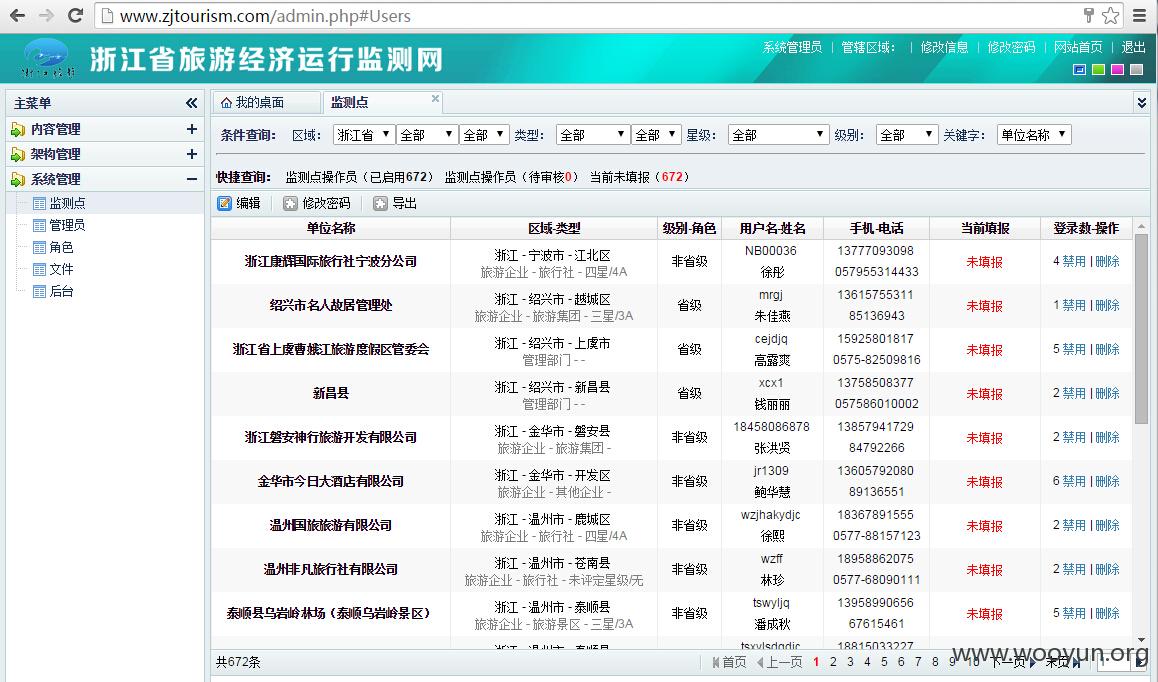 www.zjtourism.com/admin.php#Users
浙江省旅游经济运行监测网
系统管理员 | 管辖区域: | 修改信息 | 修改密码 | 网站首页 | 退出
主菜单
内容管理
架构管理
系统管理
监测点
管理员
角色
文件
后台
我的桌面 监测点
条件查询: 区域: 浙江省 全部 全部 类型: 全部 全部 星级: 全部 级别: 全部 关键字: 单位名称
快捷查询: 监测点操作员(已启用672) 监测点操作员(待审核0) 当前未填报(672)
编辑 修改密码 导出
单位名称 区域-类型 级别-角色 用户名-姓名 手机-电话 当前填报 登录数-操作
浙江康辉国际旅行社宁波分公司 浙江 - 宁波市 - 江北区 非省级 NB00036 13777093098 未填报 4 禁用 | 删除
旅游企业 - 旅行社 - 四星/4A 徐彤 057955314433
绍兴市名人故居管理处 浙江 - 绍兴市 - 越城区 省级 mrgj 13615755311 未填报 1 禁用 | 删除
旅游企业 - 旅游集团 - 三星/3A 朱佳燕 85136943
浙江省上虞曹娥江旅游度假区管委会 浙江 - 绍兴市 - 上虞市 省级 cejdjq 15925801817 未填报 5 禁用 | 删除
管理部门 - - 高露爽 0575-82509816
新昌县 浙江 - 绍兴市 - 新昌县 省级 xcx1 13758508377 未填报 2 禁用 | 删除
管理部门 - - 钱丽丽 057586010002
浙江磐安神行旅游开发有限公司 浙江 - 金华市 - 磐安县 非省级 18458086878 13857941729 未填报 2 禁用 | 删除
旅游企业 - 旅游集团 - 张洪贤 84792266
金华市今日大酒店有限公司 浙江 - 金华市 - 开发区 非省级 jr1309 13605792080 未填报 6 禁用 | 删除
旅游企业 - 其他企业 - 鲍华慧 89136551
温州国旅旅游有限公司 浙江 - 温州市 - 鹿城区 非省级 wzjhakydjc 18367891555 未填报 2 禁用 | 删除
旅游企业 - 旅行社 - 四星/4A 徐熙 0577-88157123
温州非凡旅行社有限公司 浙江 - 温州市 - 苍南县 非省级 wzff 18958862075 未填报 2 禁用 | 删除
旅游企业 - 旅行社 - 未评定星级/无 林珍 0577-68090111
泰顺县乌岩岭林场(泰顺乌岩岭景区) 浙江 - 温州市 - 泰顺县 非省级 tswyljq 13958990656 未填报 5 禁用 | 删除
旅游企业 - 旅游景区 - 三星/3A 潘成秋 67615461
18815033227
共672条 首页 上一页 1 2 3 4 5 6 7 8 9 10 下一页 末页
www.wooyun.org